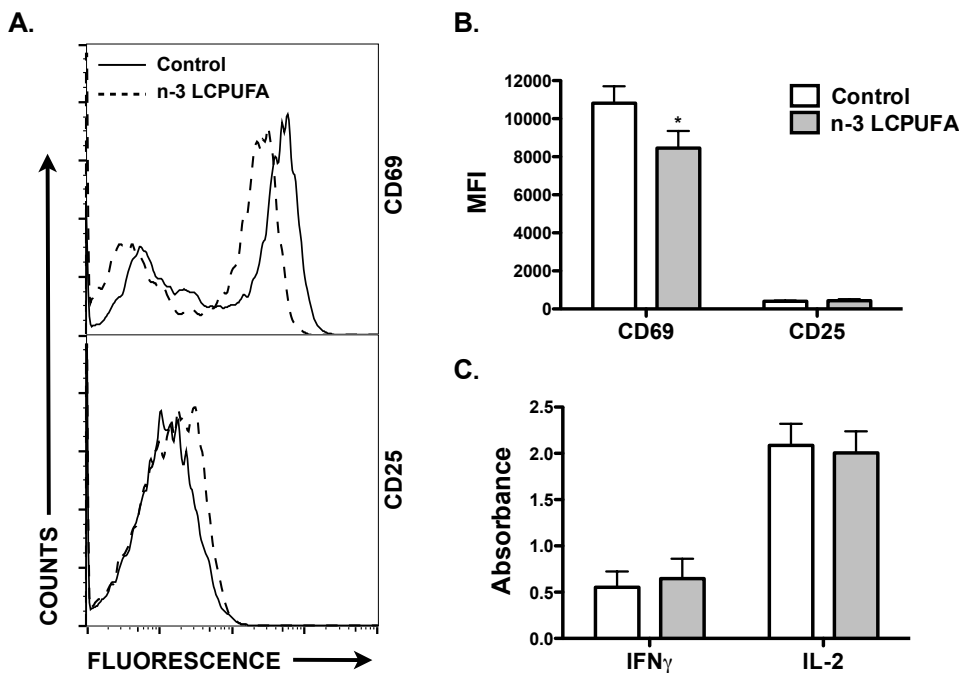 A.
Control
n-3 LCPUFA
CD69
CD25
COUNTS
FLUORESCENCE
B.
12000
10000
8000
6000
4000
2000
0
MFI
*
Control
n-3 LCPUFA
CD69
CD25
C.
2.5
2.0
1.5
1.0
0.5
0.0
Absorbance
IFNγ
IL-2